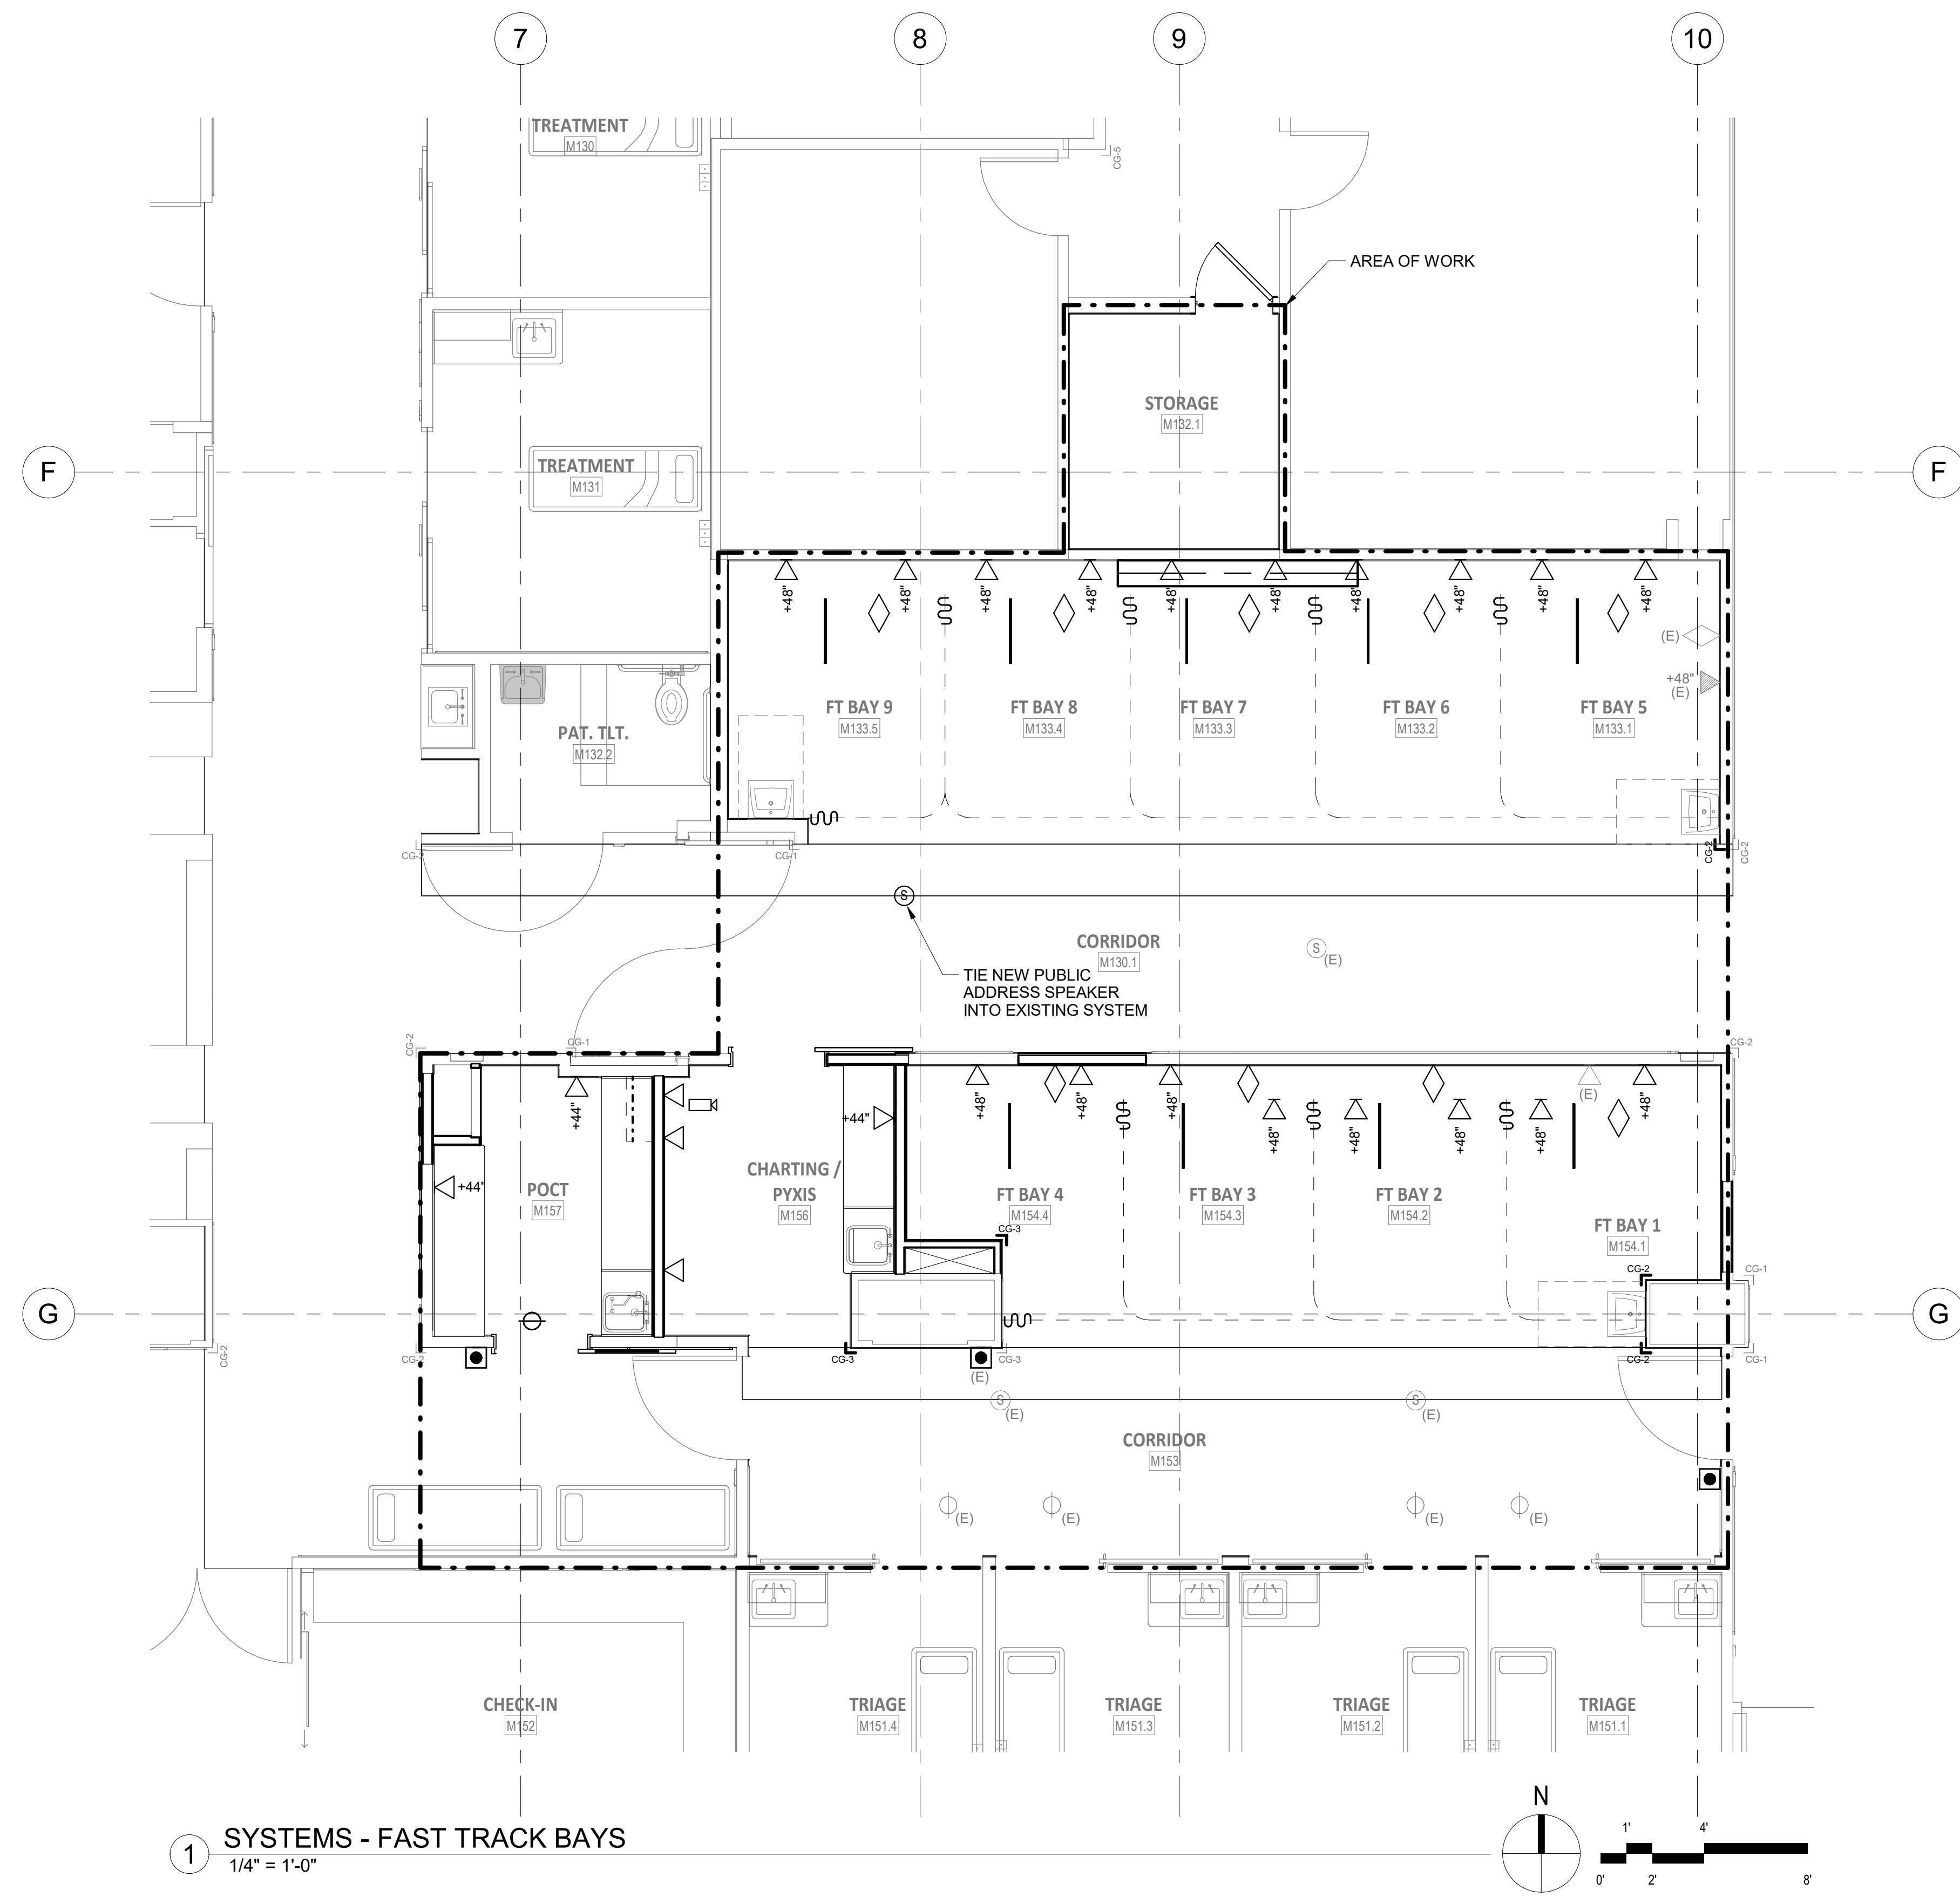 7
8
9
10
TREATMENT
M130
CG-5
AREA OF WORK
STORAGE
M132.1
F
F
TREATMENT
M131
+48"
+48"
+48"
+48"
+48"
+48"
+48"
+48"
+48"
+48"
(E)
+48"
(E)
FT BAY 9
M133.5
FT BAY 8
M133.4
FT BAY 7
M133.3
FT BAY 6
M133.2
FT BAY 5
M133.1
PAT. TLT.
M132.2
CG-2
CG-1
CG-2
CG-2
S
CORRIDOR
M130.1
S
(E)
TIE NEW PUBLIC
ADDRESS SPEAKER
INTO EXISTING SYSTEM
CG-2
CG-1
CG-2
+44"
+44"
+48"
+48"
+48"
+48"
+48"
+48"
+48"
(E)
+48"
+44"
POCT
M157
CHARTING /
PYXIS
M156
FT BAY 4
M154.4
FT BAY 3
M154.3
FT BAY 2
M154.2
FT BAY 1
M154.1
CG-3
CG-2
CG-1
G
G
CG-2
CG-2
CG-3
CG-3
CG-2
CG-1
(E)
S
(E)
S
(E)
CORRIDOR
M153
(E)
(E)
(E)
(E)
CHECK-IN
M152
TRIAGE
M151.4
TRIAGE
M151.3
TRIAGE
M151.2
TRIAGE
M151.1
N
1
SYSTEMS - FAST TRACK BAYS
1/4" = 1'-0"
1'
4'
0'
2'
8'